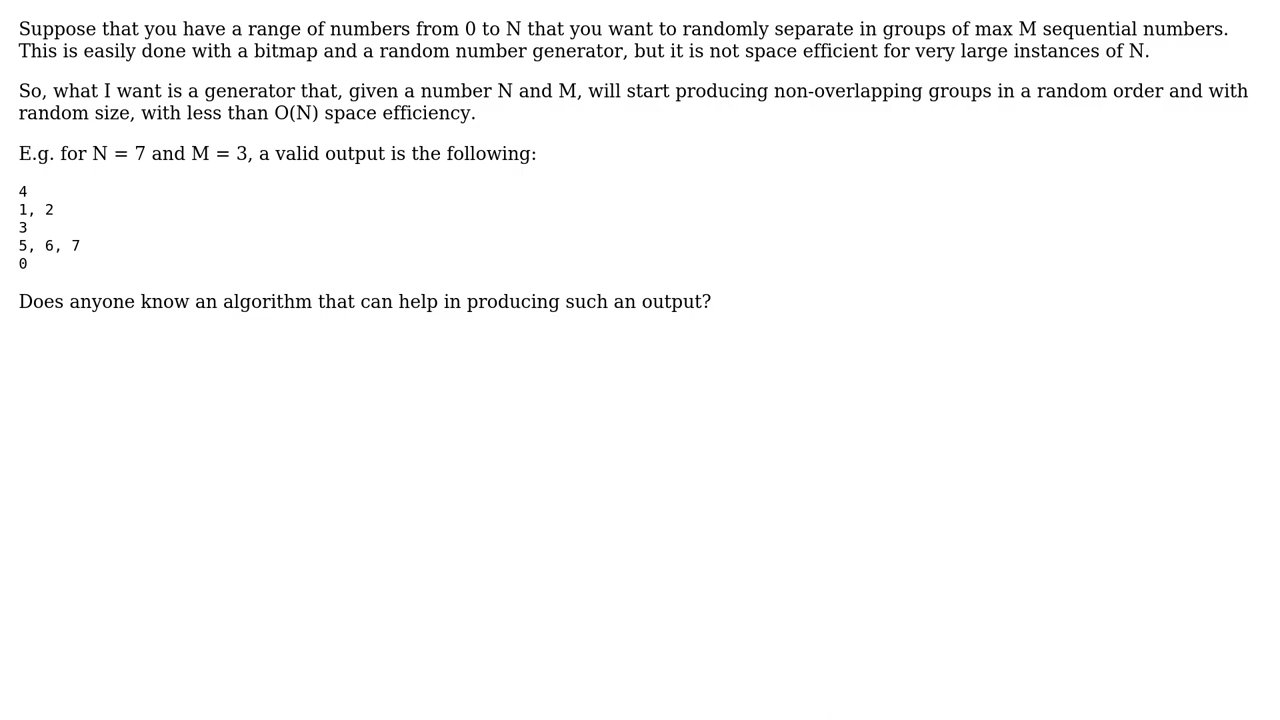 Suppose that you have a range of numbers from 0 to N that you want to randomly separate in groups of max M sequential numbers.
This is easily done with a bitmap and a random number generator, but it is not space efficient for very large instances of N.
So, what I want is a generator that, given a number N and M, will start producing non-overlapping groups in a random order and with
random size, with less than O(N) space efficiency.
E.g. for N = 7 and M = 3, a valid output is the following:
4
1, 2
3
5, 6, 7
0
Does anyone know an algorithm that can help in producing such an output?